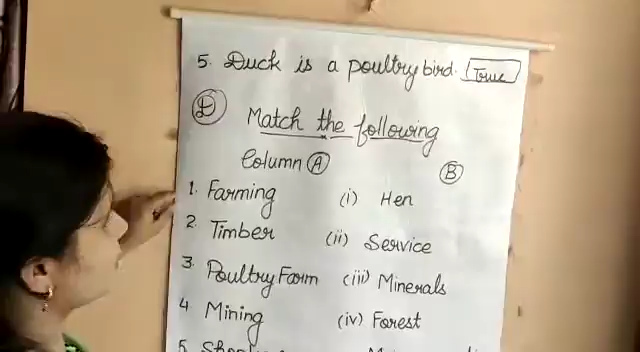 5. Duck is a poultry bird. True
D Match the following
Column A B
1. Farming (i) Hen
2. Timber (ii) Service
3. Poultry Farm (iii) Minerals
4 Mining (iv) Forest
5